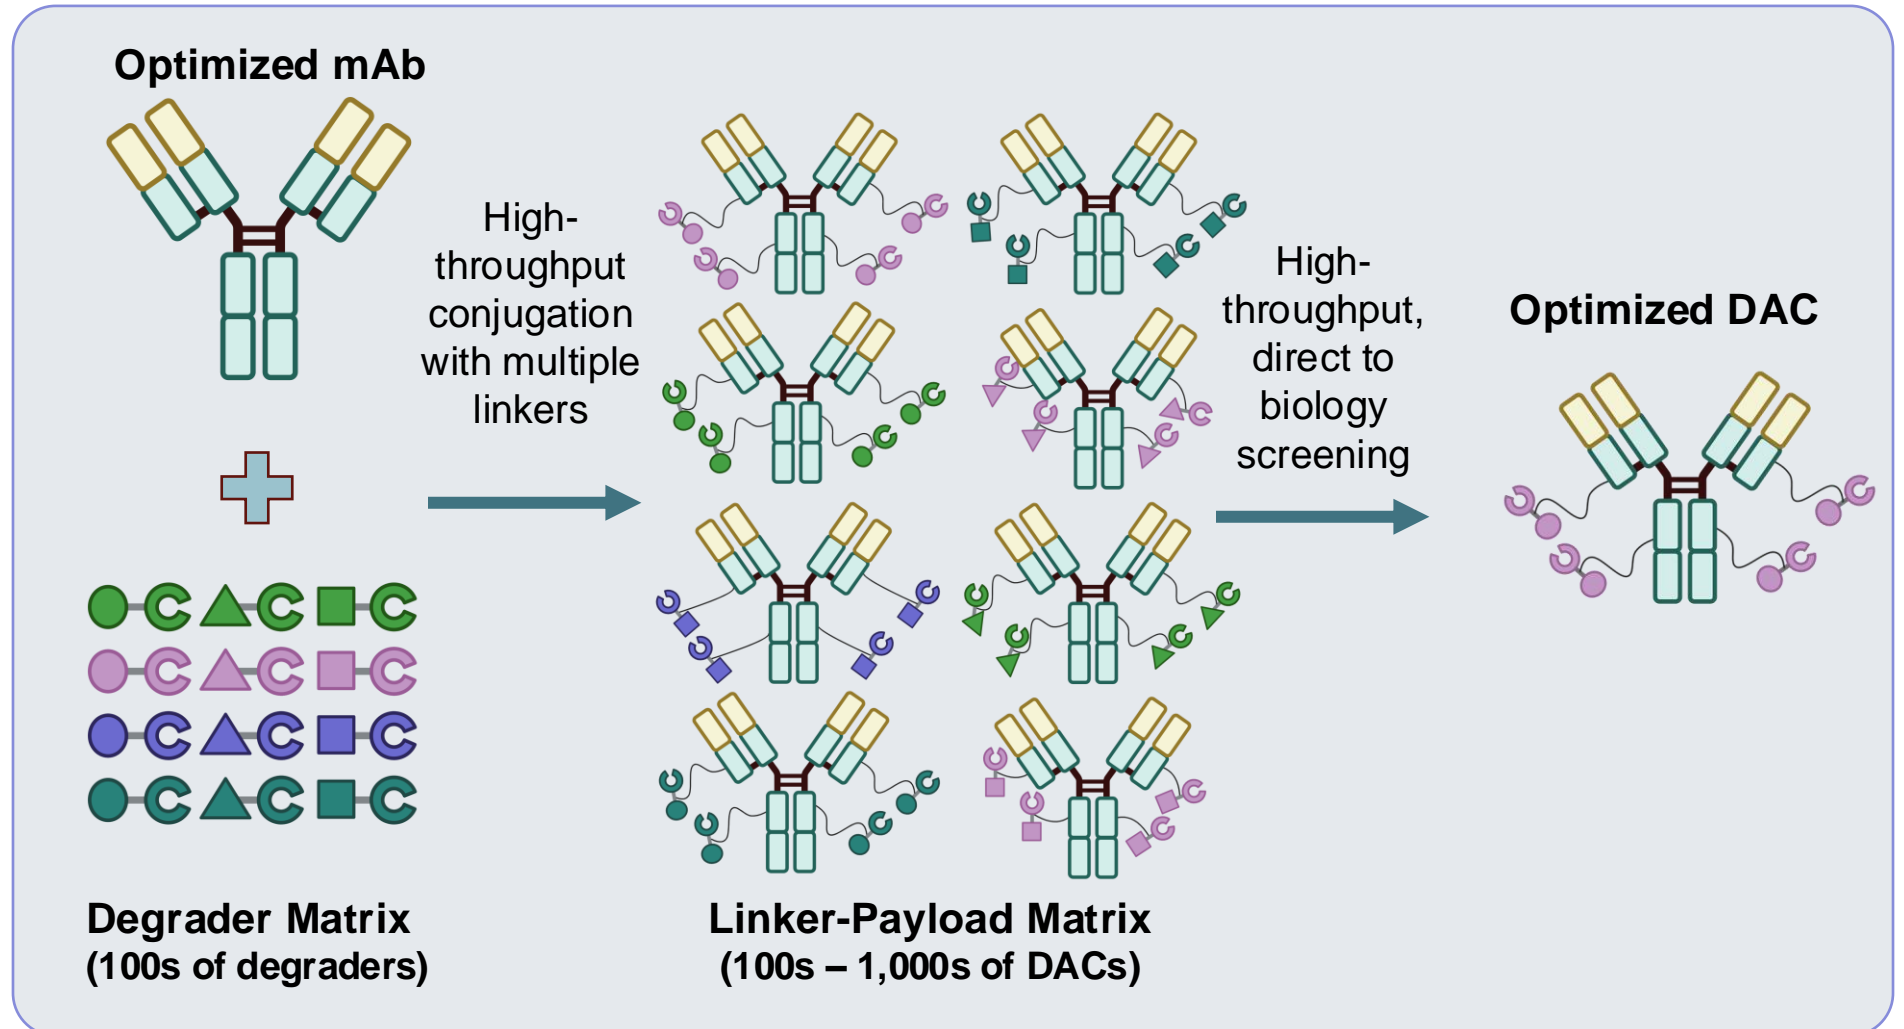 Optimized mAb
High-
throughput
conjugation
with multiple
linkers
High-
throughput,
direct to
biology
screening
Optimized DAC
Degrader Matrix
(100s of degraders)
Linker-Payload Matrix
(100s – 1,000s of DACs)